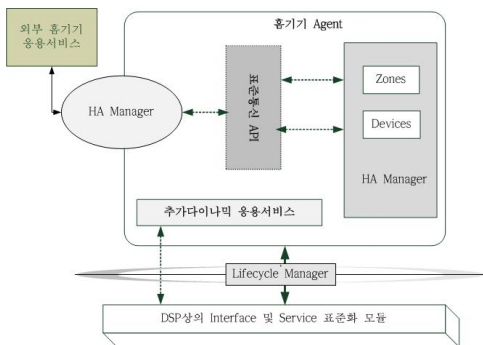 외부 홈기기
응용서비스
홈기기 Agent
HA Manager
표준통신 API
Zones
Devices
HA Manager
추가다이나믹 응용서비스
Lifecycle Manager
DSP상의 Interface 및 Service 표준화 모듈